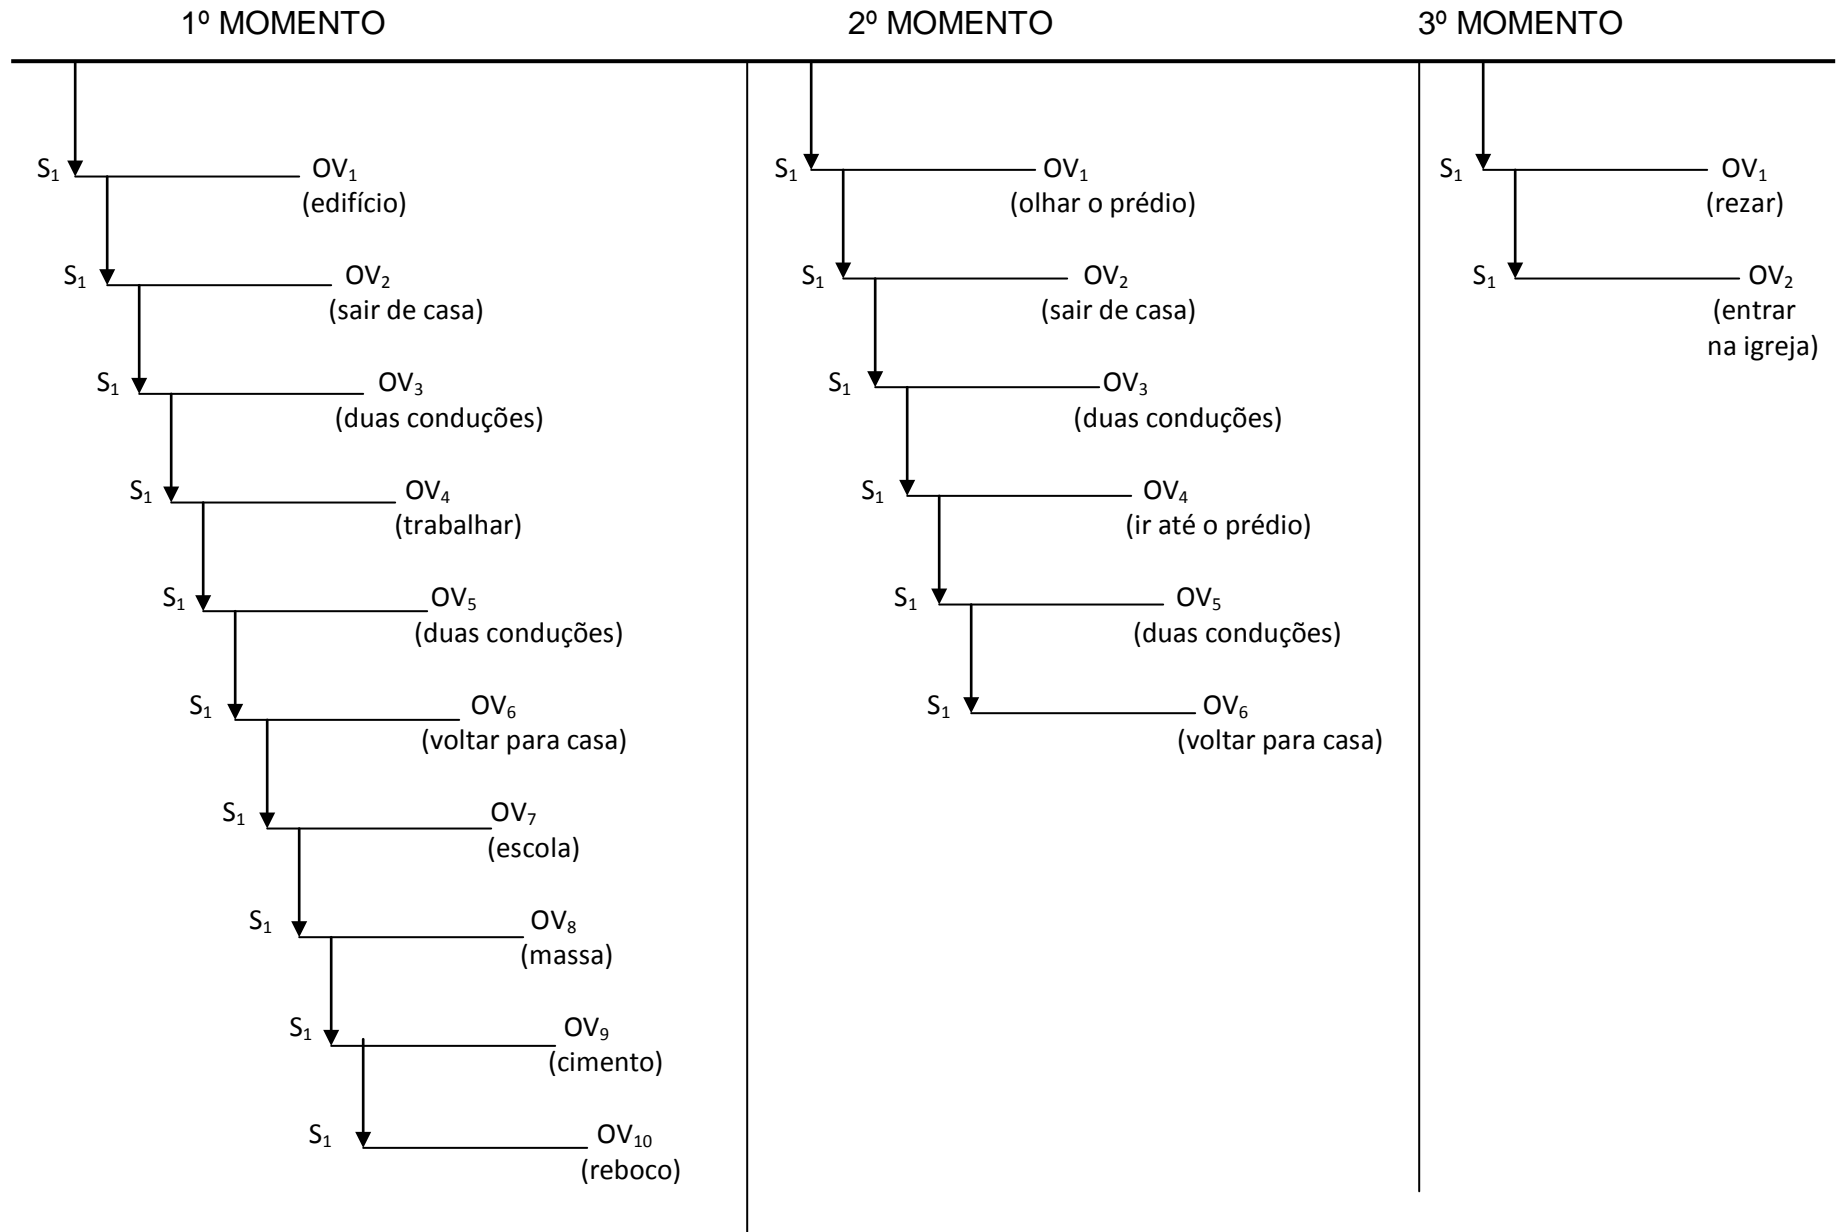 1º MOMENTO
2º MOMENTO
3º MOMENTO
S₁ OV₁
(edifício)
S₁ OV₂
(sair de casa)
S₁ OV₃
(duas conduções)
S₁ OV₄
(trabalhar)
S₁ OV₅
(duas conduções)
S₁ OV₆
(voltar para casa)
S₁ OV₇
(escola)
S₁ OV₈
(massa)
S₁ OV₉
(cimento)
S₁ OV₁₀
(reboco)
S₁ OV₁
(olhar o prédio)
S₁ OV₂
(sair de casa)
S₁ OV₃
(duas conduções)
S₁ OV₄
(ir até o prédio)
S₁ OV₅
(duas conduções)
S₁ OV₆
(voltar para casa)
S₁ OV₁
(rezar)
S₁ OV₂
(entrar
na igreja)